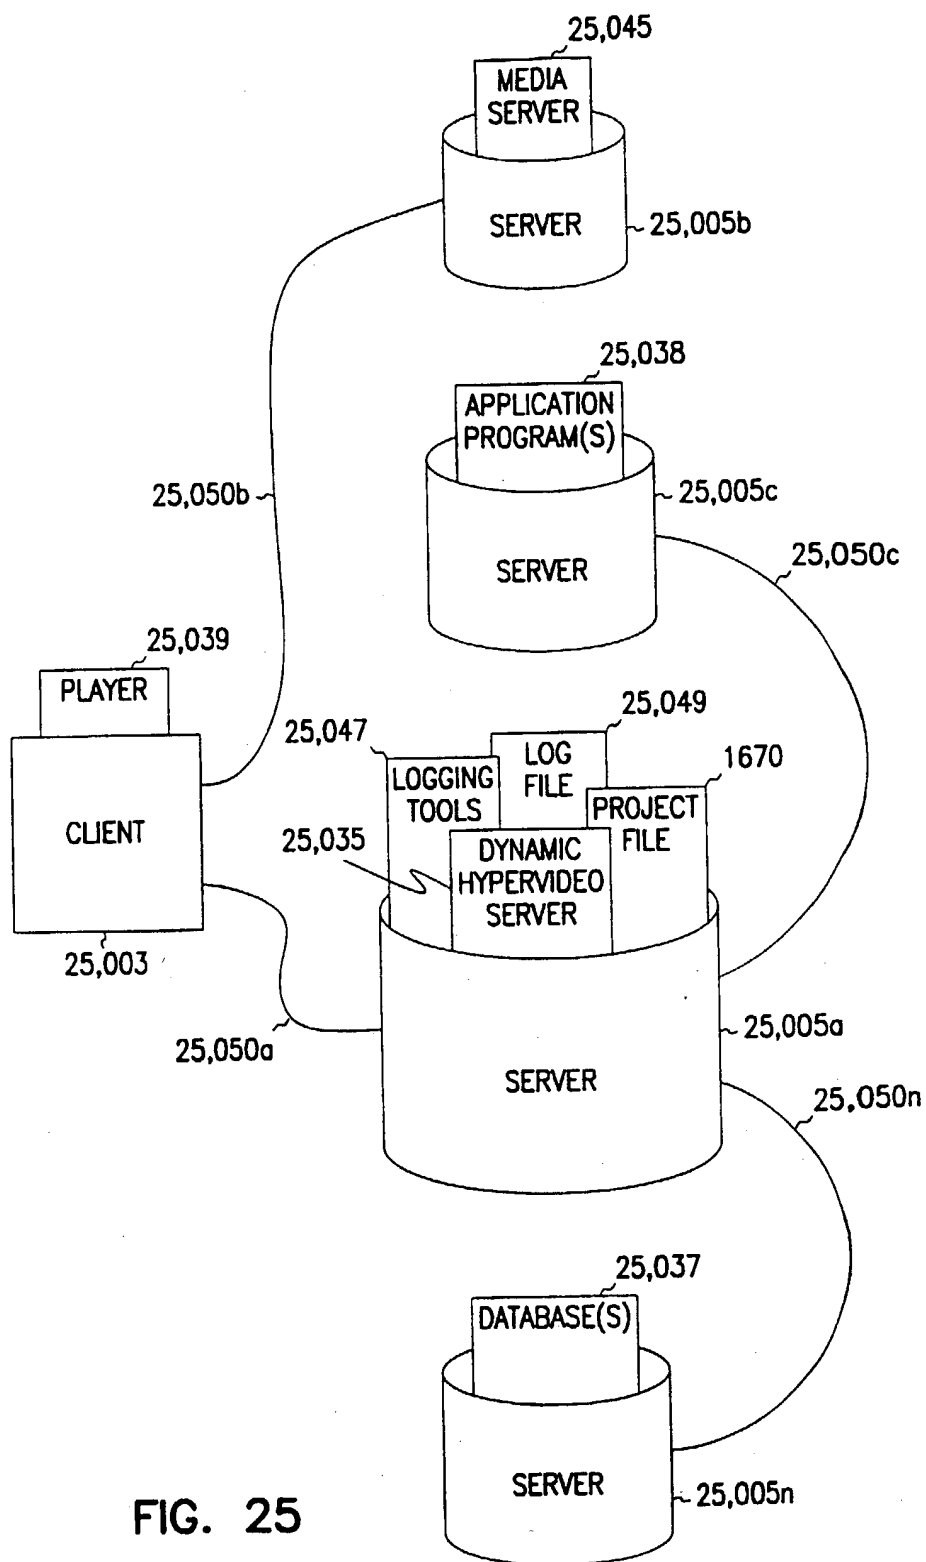 25,045
MEDIA
SERVER
SERVER
25,005b
25,038
APPLICATION
PROGRAM(S)
25,050b
25,005c
SERVER
25,050c
25,039
PLAYER
CLIENT
25,003
25,047
25,049
1670
LOGGING
TOOLS
LOG
FILE
PROJECT
FILE
25,035
DYNAMIC
HYPERVIDEO
SERVER
25,050a
25,005a
SERVER
25,050n
25,037
DATABASE(S)
SERVER
25,005n
FIG. 25